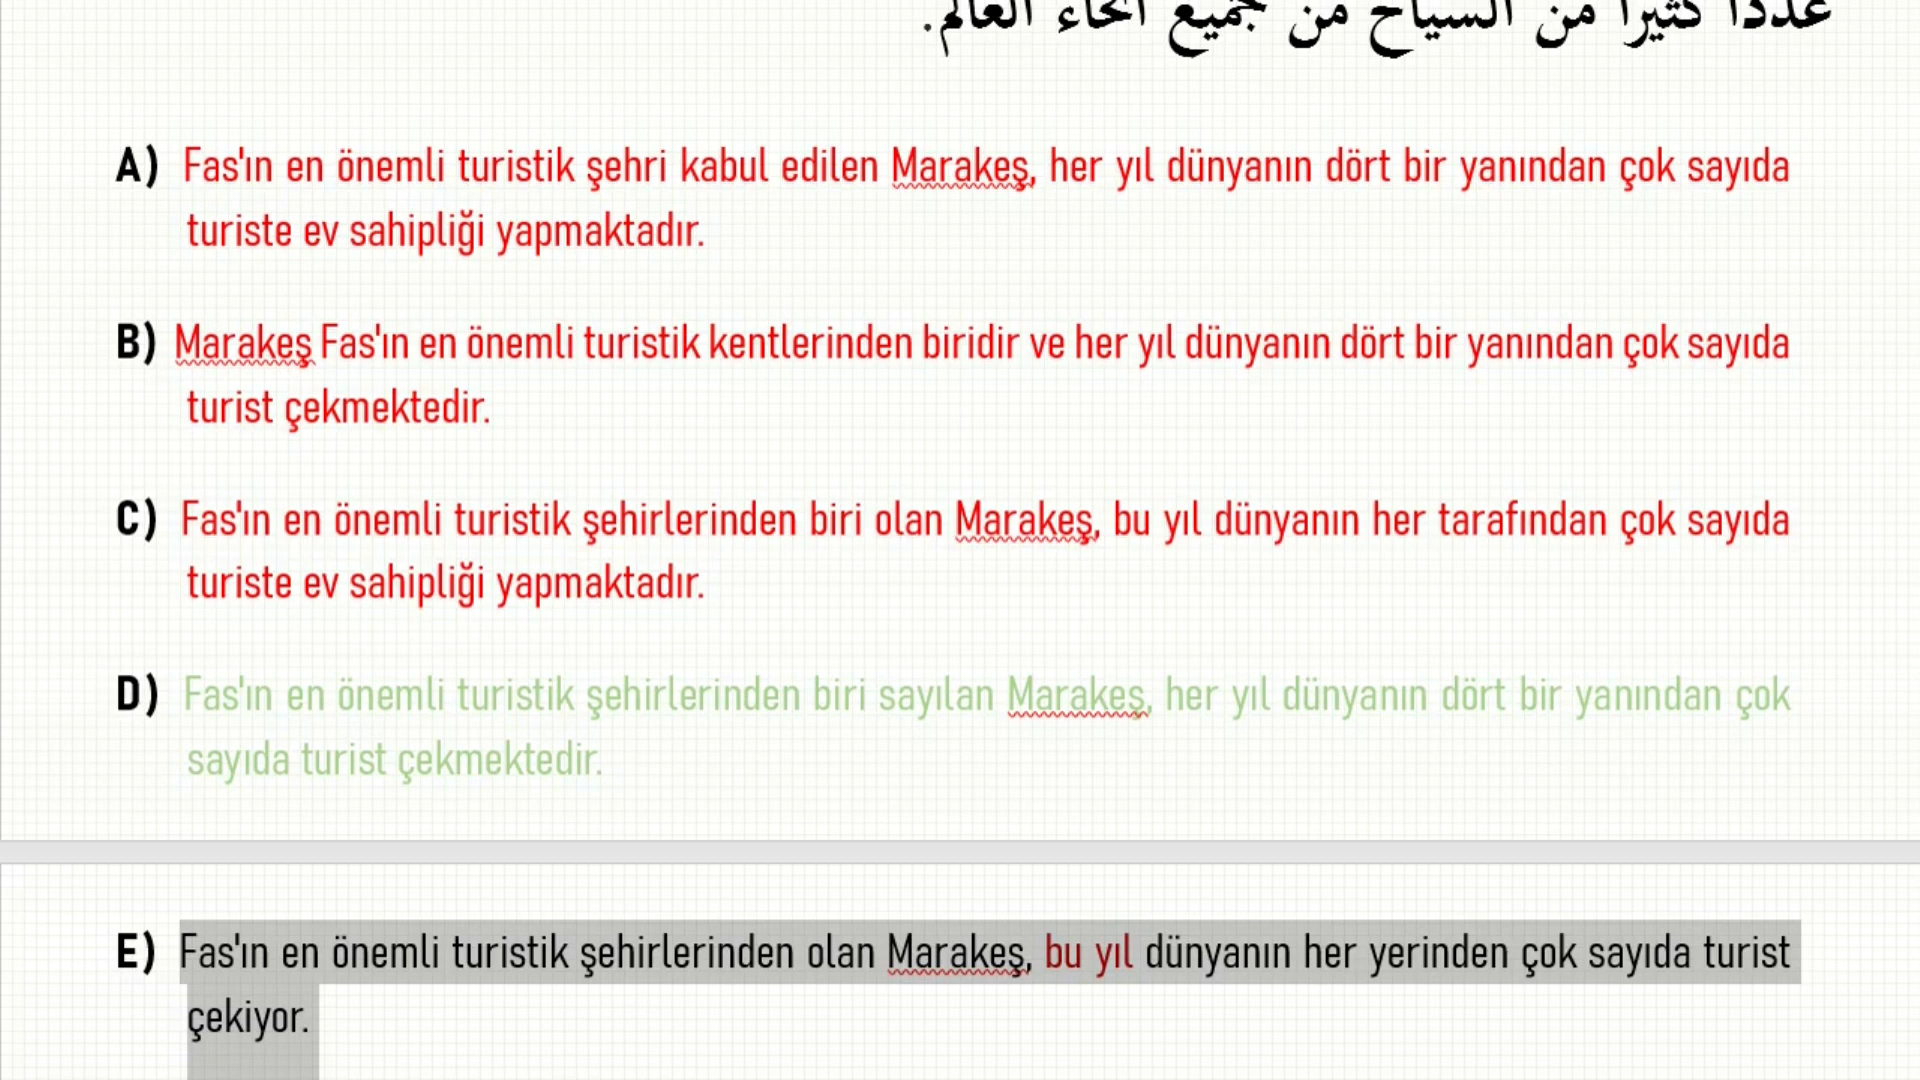 عددا كثيرا من السياح من جميع أنحاء العالم.
A) Fas'ın en önemli turistik şehri kabul edilen Marakeş, her yıl dünyanın dört bir yanından çok sayıda
turiste ev sahipliği yapmaktadır.
B) Marakeş Fas'ın en önemli turistik kentlerinden biridir ve her yıl dünyanın dört bir yanından çok sayıda
turist çekmektedir.
C) Fas'ın en önemli turistik şehirlerinden biri olan Marakeş, bu yıl dünyanın her tarafından çok sayıda
turiste ev sahipliği yapmaktadır.
D) Fas'ın en önemli turistik şehirlerinden biri sayılan Marakeş, her yıl dünyanın dört bir yanından çok
sayıda turist çekmektedir.
E) Fas'ın en önemli turistik şehirlerinden olan Marakeş, bu yıl dünyanın her yerinden çok sayıda turist
çekiyor.